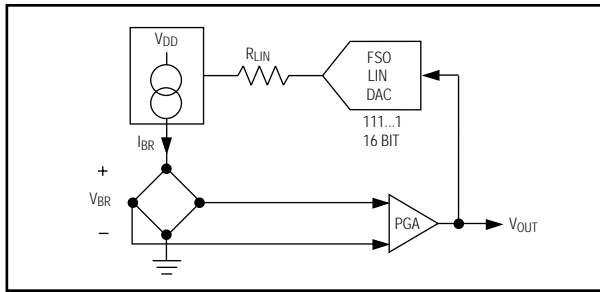 VDD
RLIN
FSO
LIN
DAC
111...1
16 BIT
IBR
+
VBR
−
PGA
VOUT